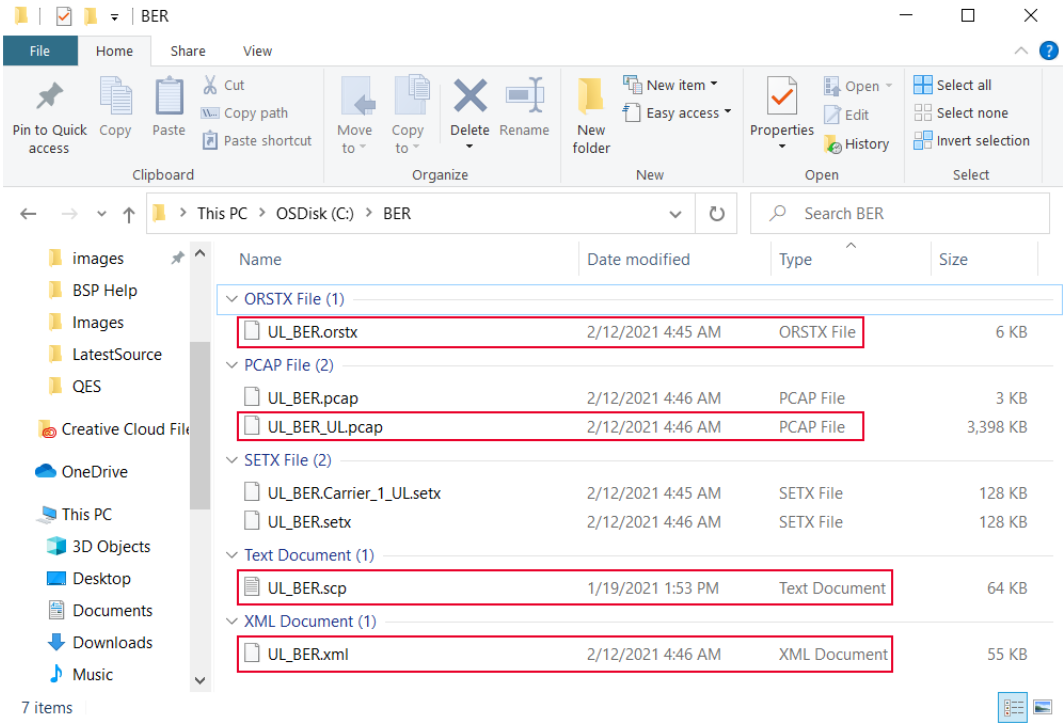 BER
File Home Share View
Pin to Quick access Copy Paste Cut Copy path Paste shortcut
Move to Copy to Delete Rename
New folder New item Easy access
Properties Open Edit History
Select all Select none Invert selection
Clipboard Organize New Open Select
This PC > OSDisk (C:) > BER Search BER
images
BSP Help
Images
LatestSource
QES
Creative Cloud File
OneDrive
This PC
3D Objects
Desktop
Documents
Downloads
Music
Name Date modified Type Size
ORSTX File (1)
UL_BER.orstx 2/12/2021 4:45 AM ORSTX File 6 KB
PCAP File (2)
UL_BER.pcap 2/12/2021 4:46 AM PCAP File 3 KB
UL_BER_UL.pcap 2/12/2021 4:46 AM PCAP File 3,398 KB
SETX File (2)
UL_BER.Carrier_1_UL.setx 2/12/2021 4:45 AM SETX File 128 KB
UL_BER.setx 2/12/2021 4:46 AM SETX File 128 KB
Text Document (1)
UL_BER.scp 1/19/2021 1:53 PM Text Document 64 KB
XML Document (1)
UL_BER.xml 2/12/2021 4:46 AM XML Document 55 KB
7 items